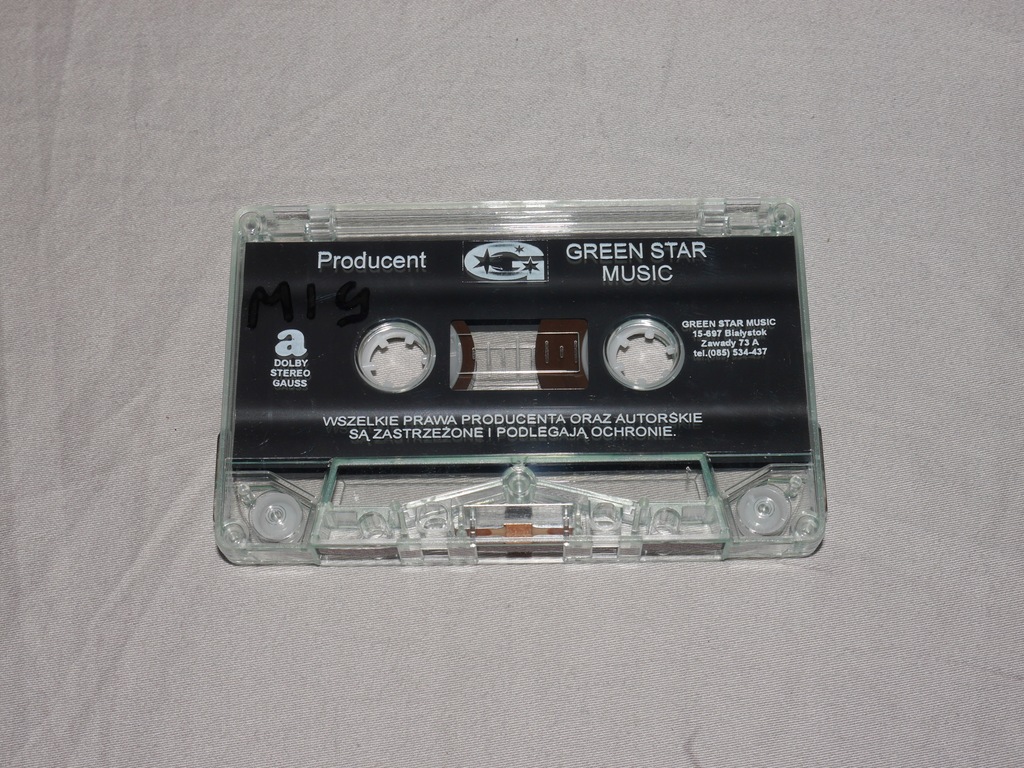 Producent
G
GREEN STAR
MUSIC
MIG
a
DOLBY
STEREO
GAUSS
GREEN STAR MUSIC
15-697 Białystok
Zawady 73 A
tel.(085) 534-437
WSZELKIE PRAWA PRODUCENTA ORAZ AUTORSKIE
SĄ ZASTRZEŻONE I PODLEGAJĄ OCHRONIE.